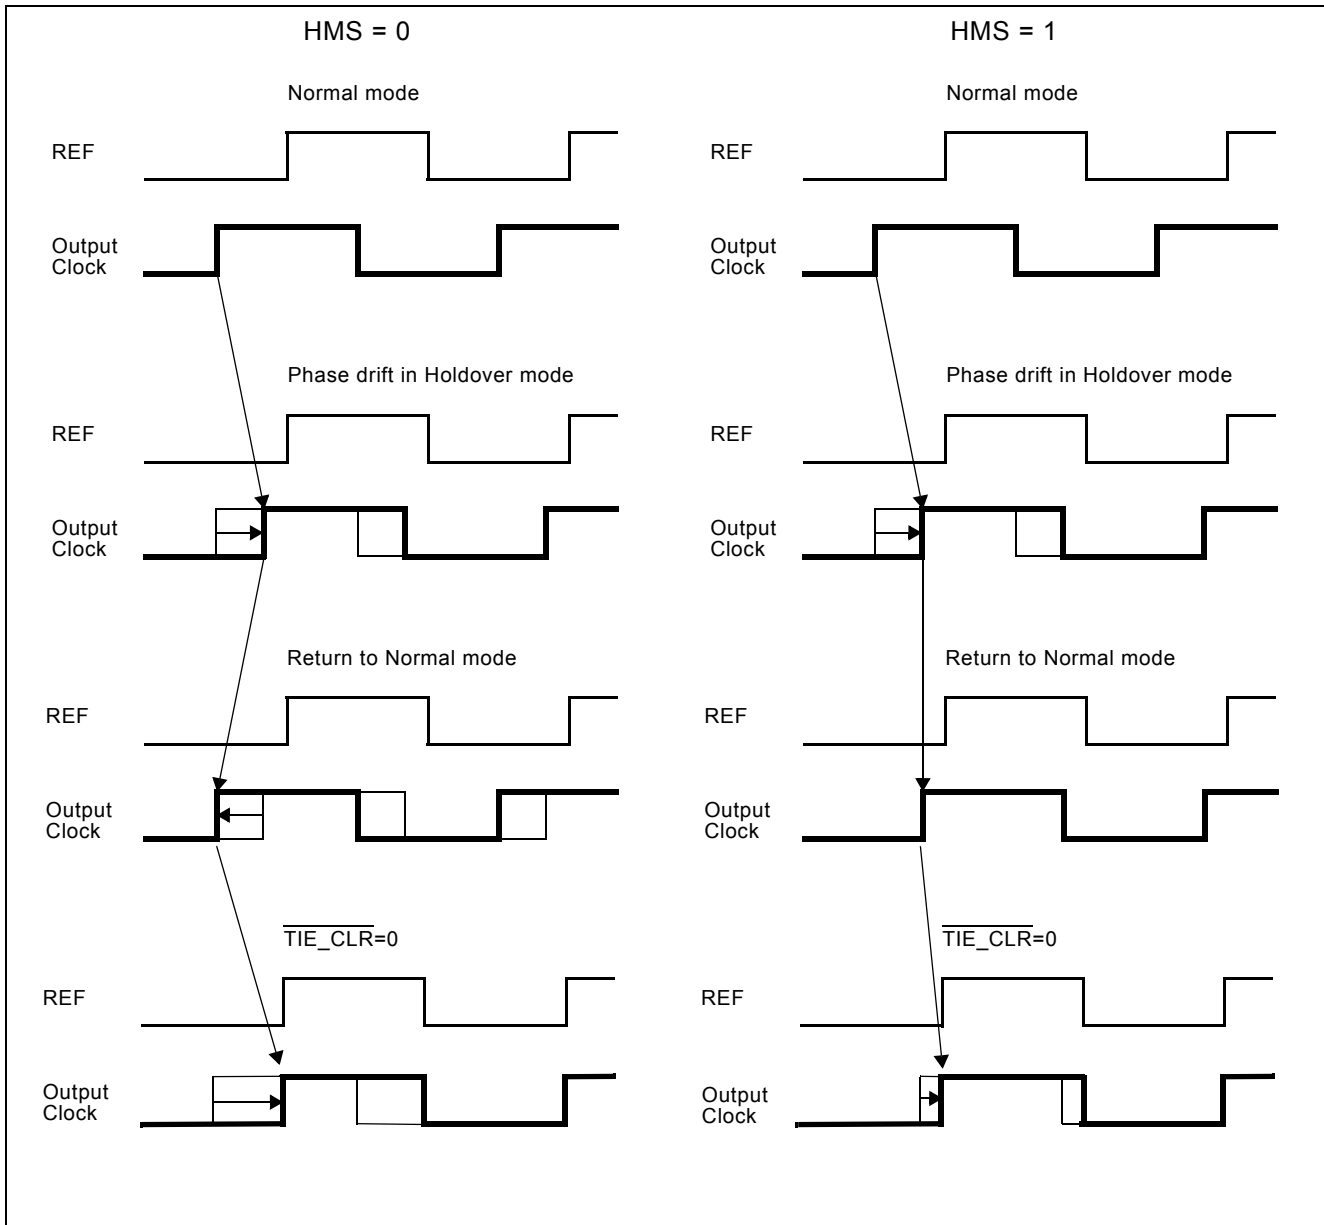 HMS = 0
Normal mode
REF
Output
Clock
Phase drift in Holdover mode
REF
Output
Clock
Return to Normal mode
REF
Output
Clock
TIE_CLR=0
REF
Output
Clock
HMS = 1
Normal mode
REF
Output
Clock
Phase drift in Holdover mode
REF
Output
Clock
Return to Normal mode
REF
Output
Clock
TIE_CLR=0
REF
Output
Clock